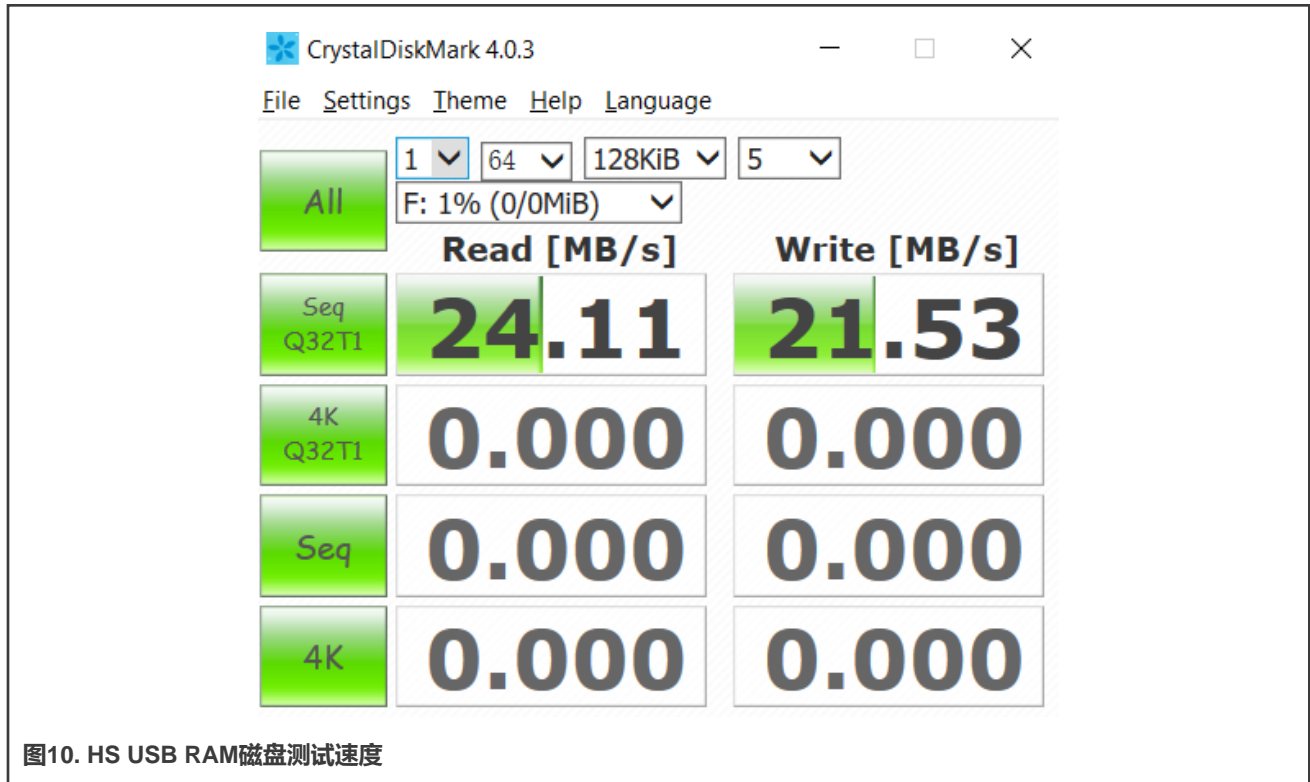 CrystalDiskMark 4.0.3
File Settings Theme Help Language
All
1 64 128KiB 5
F: 1% (0/0MiB)
Read [MB/s] Write [MB/s]
Seq
Q32T1
24.11 21.53
4K
Q32T1
0.000 0.000
Seq 0.000 0.000
4K 0.000 0.000
图10. HS USB RAM磁盘测试速度